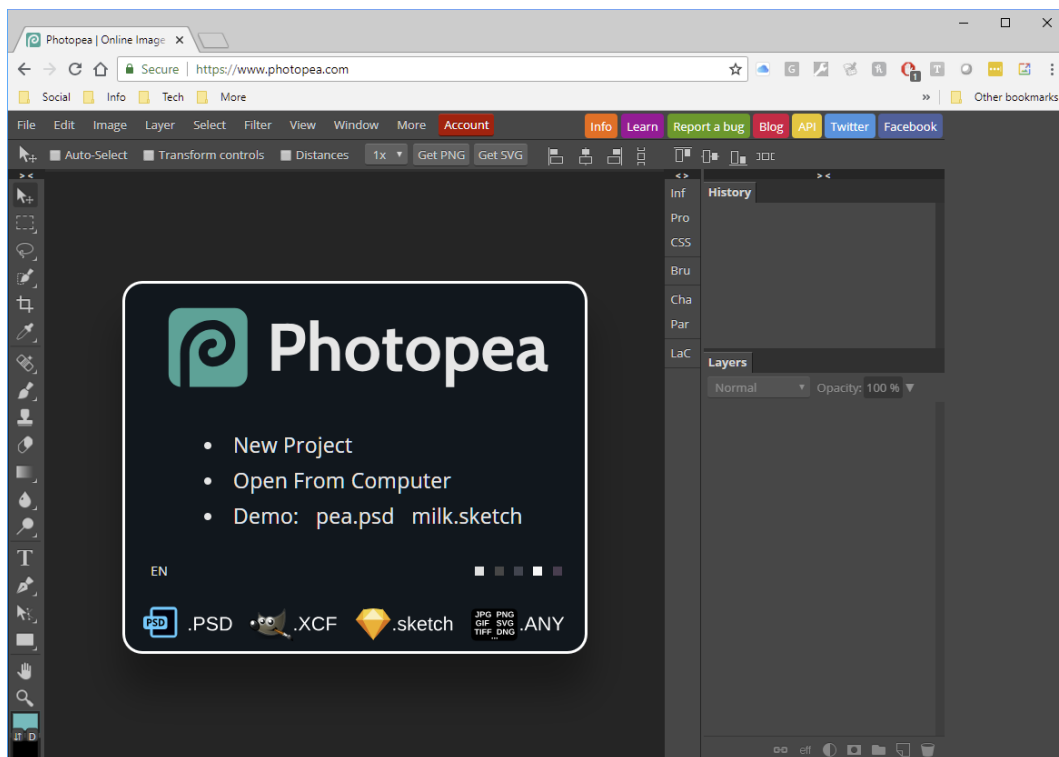 Photopea | Online Image
Secure | https://www.photopea.com
Social Info Tech More » Other bookmarks
File Edit Image Layer Select Filter View Window More Account Info Learn Report a bug Blog API Twitter Facebook
Auto-Select Transform controls Distances 1x Get PNG Get SVG
Inf
History
Pro
CSS
Bru
Cha
Par
LaC
Layers
Normal Opacity: 100 %
Photopea
New Project
Open From Computer
Demo: pea.psd milk.sketch
EN
PSD .PSD .XCF .sketch JPG PNG GIF SVG TIFF DNG ... .ANY
D
eff